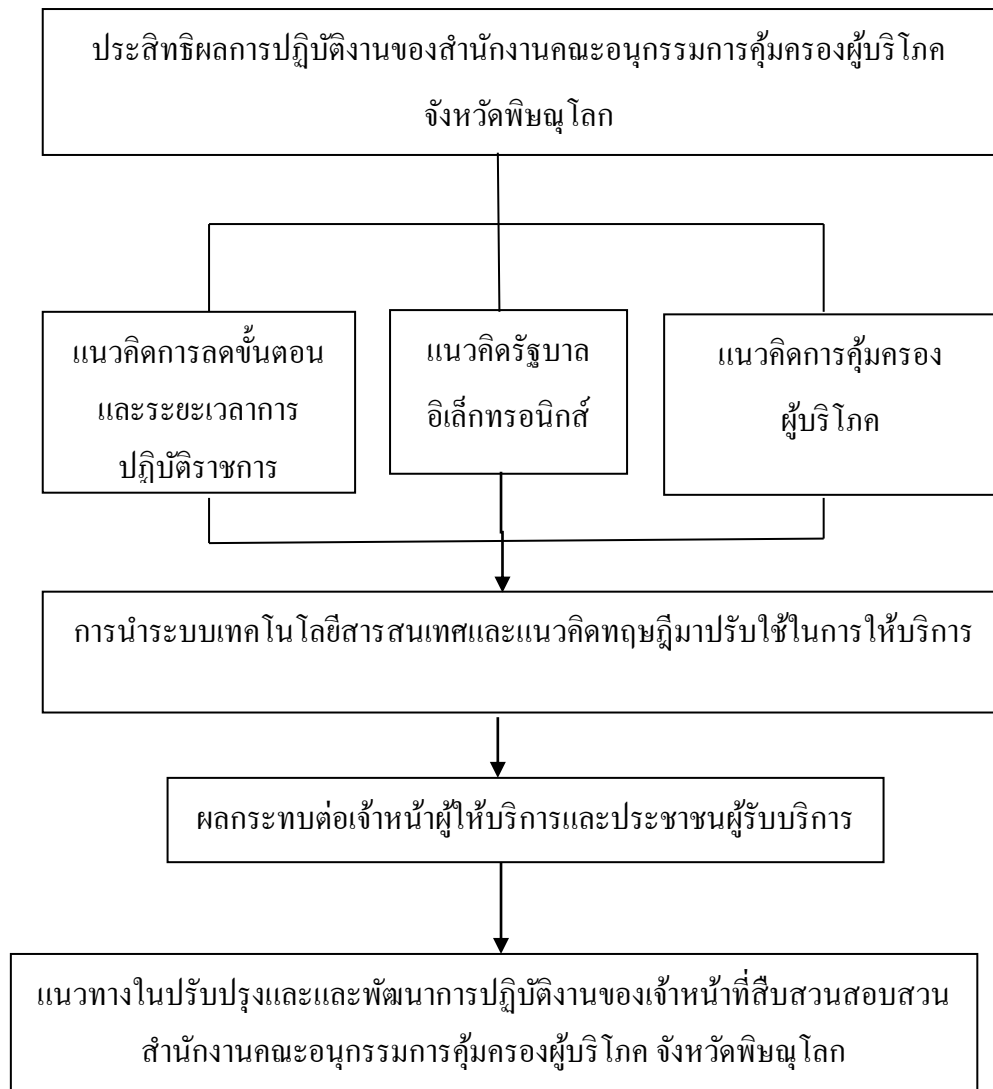 ประสิทธิผลการปฏิบัติงานของสำนักงานคณะอนุกรรมการคุ้มครองผู้บริโภค
จังหวัดพิษณุโลก
แนวคิดการลดขั้นตอน
และระยะเวลาการ
ปฏิบัติราชการ
แนวคิดรัฐบาล
อิเล็กทรอนิกส์
แนวคิดการคุ้มครอง
ผู้บริโภค
การนำระบบเทคโนโลยีสารสนเทศและแนวคิดทฤษฎีมาปรับใช้ในการให้บริการ
ผลกระทบต่อเจ้าหน้าผู้ให้บริการและประชาชนผู้รับบริการ
แนวทางในปรับปรุงและและพัฒนาการปฏิบัติงานของเจ้าหน้าที่สืบสวนสอบสวน
สำนักงานคณะอนุกรรมการคุ้มครองผู้บริโภค จังหวัดพิษณุโลก